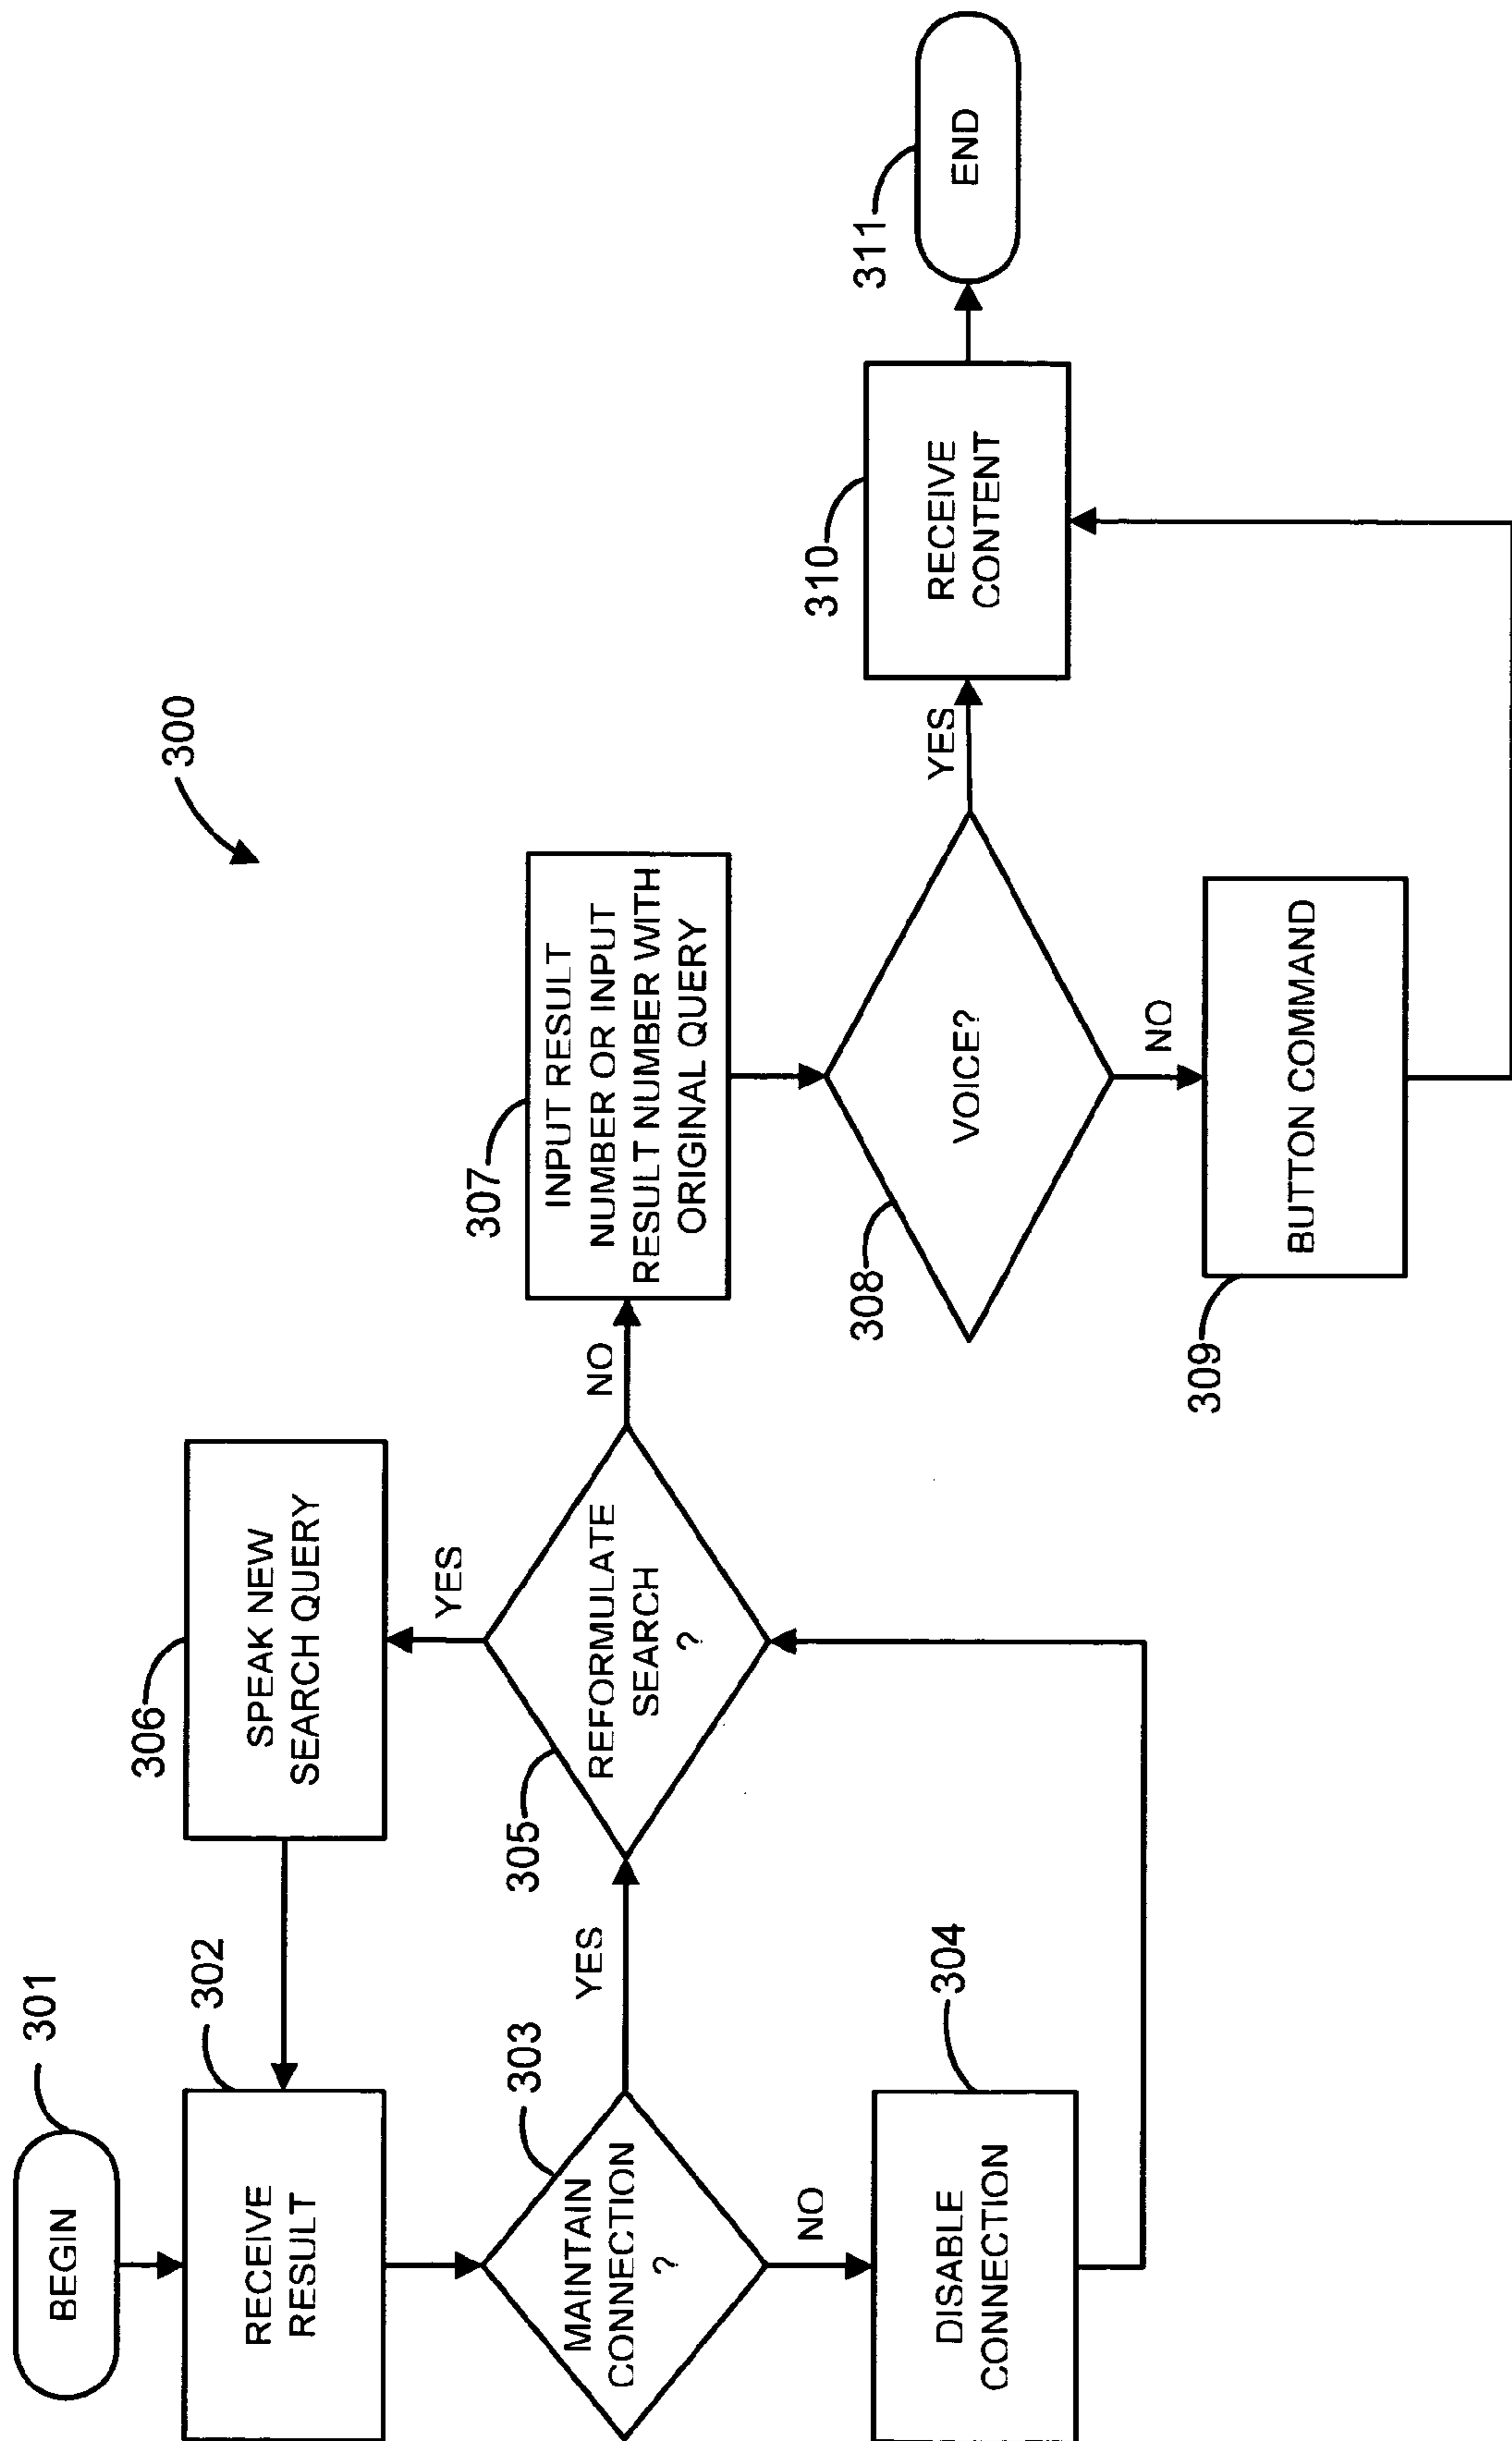 300
301
BEGIN
302
RECEIVE
RESULT
303
MAINTAIN
CONNECTION
?
YES
NO
304
DISABLE
CONNECTION
305
REFORMULATE
SEARCH
?
YES
306
SPEAK NEW
SEARCH QUERY
NO
307
INPUT RESULT
NUMBER OR INPUT
RESULT NUMBER WITH
ORIGINAL QUERY
308
VOICE?
YES
NO
309
BUTTON COMMAND
310
RECEIVE
CONTENT
311
END